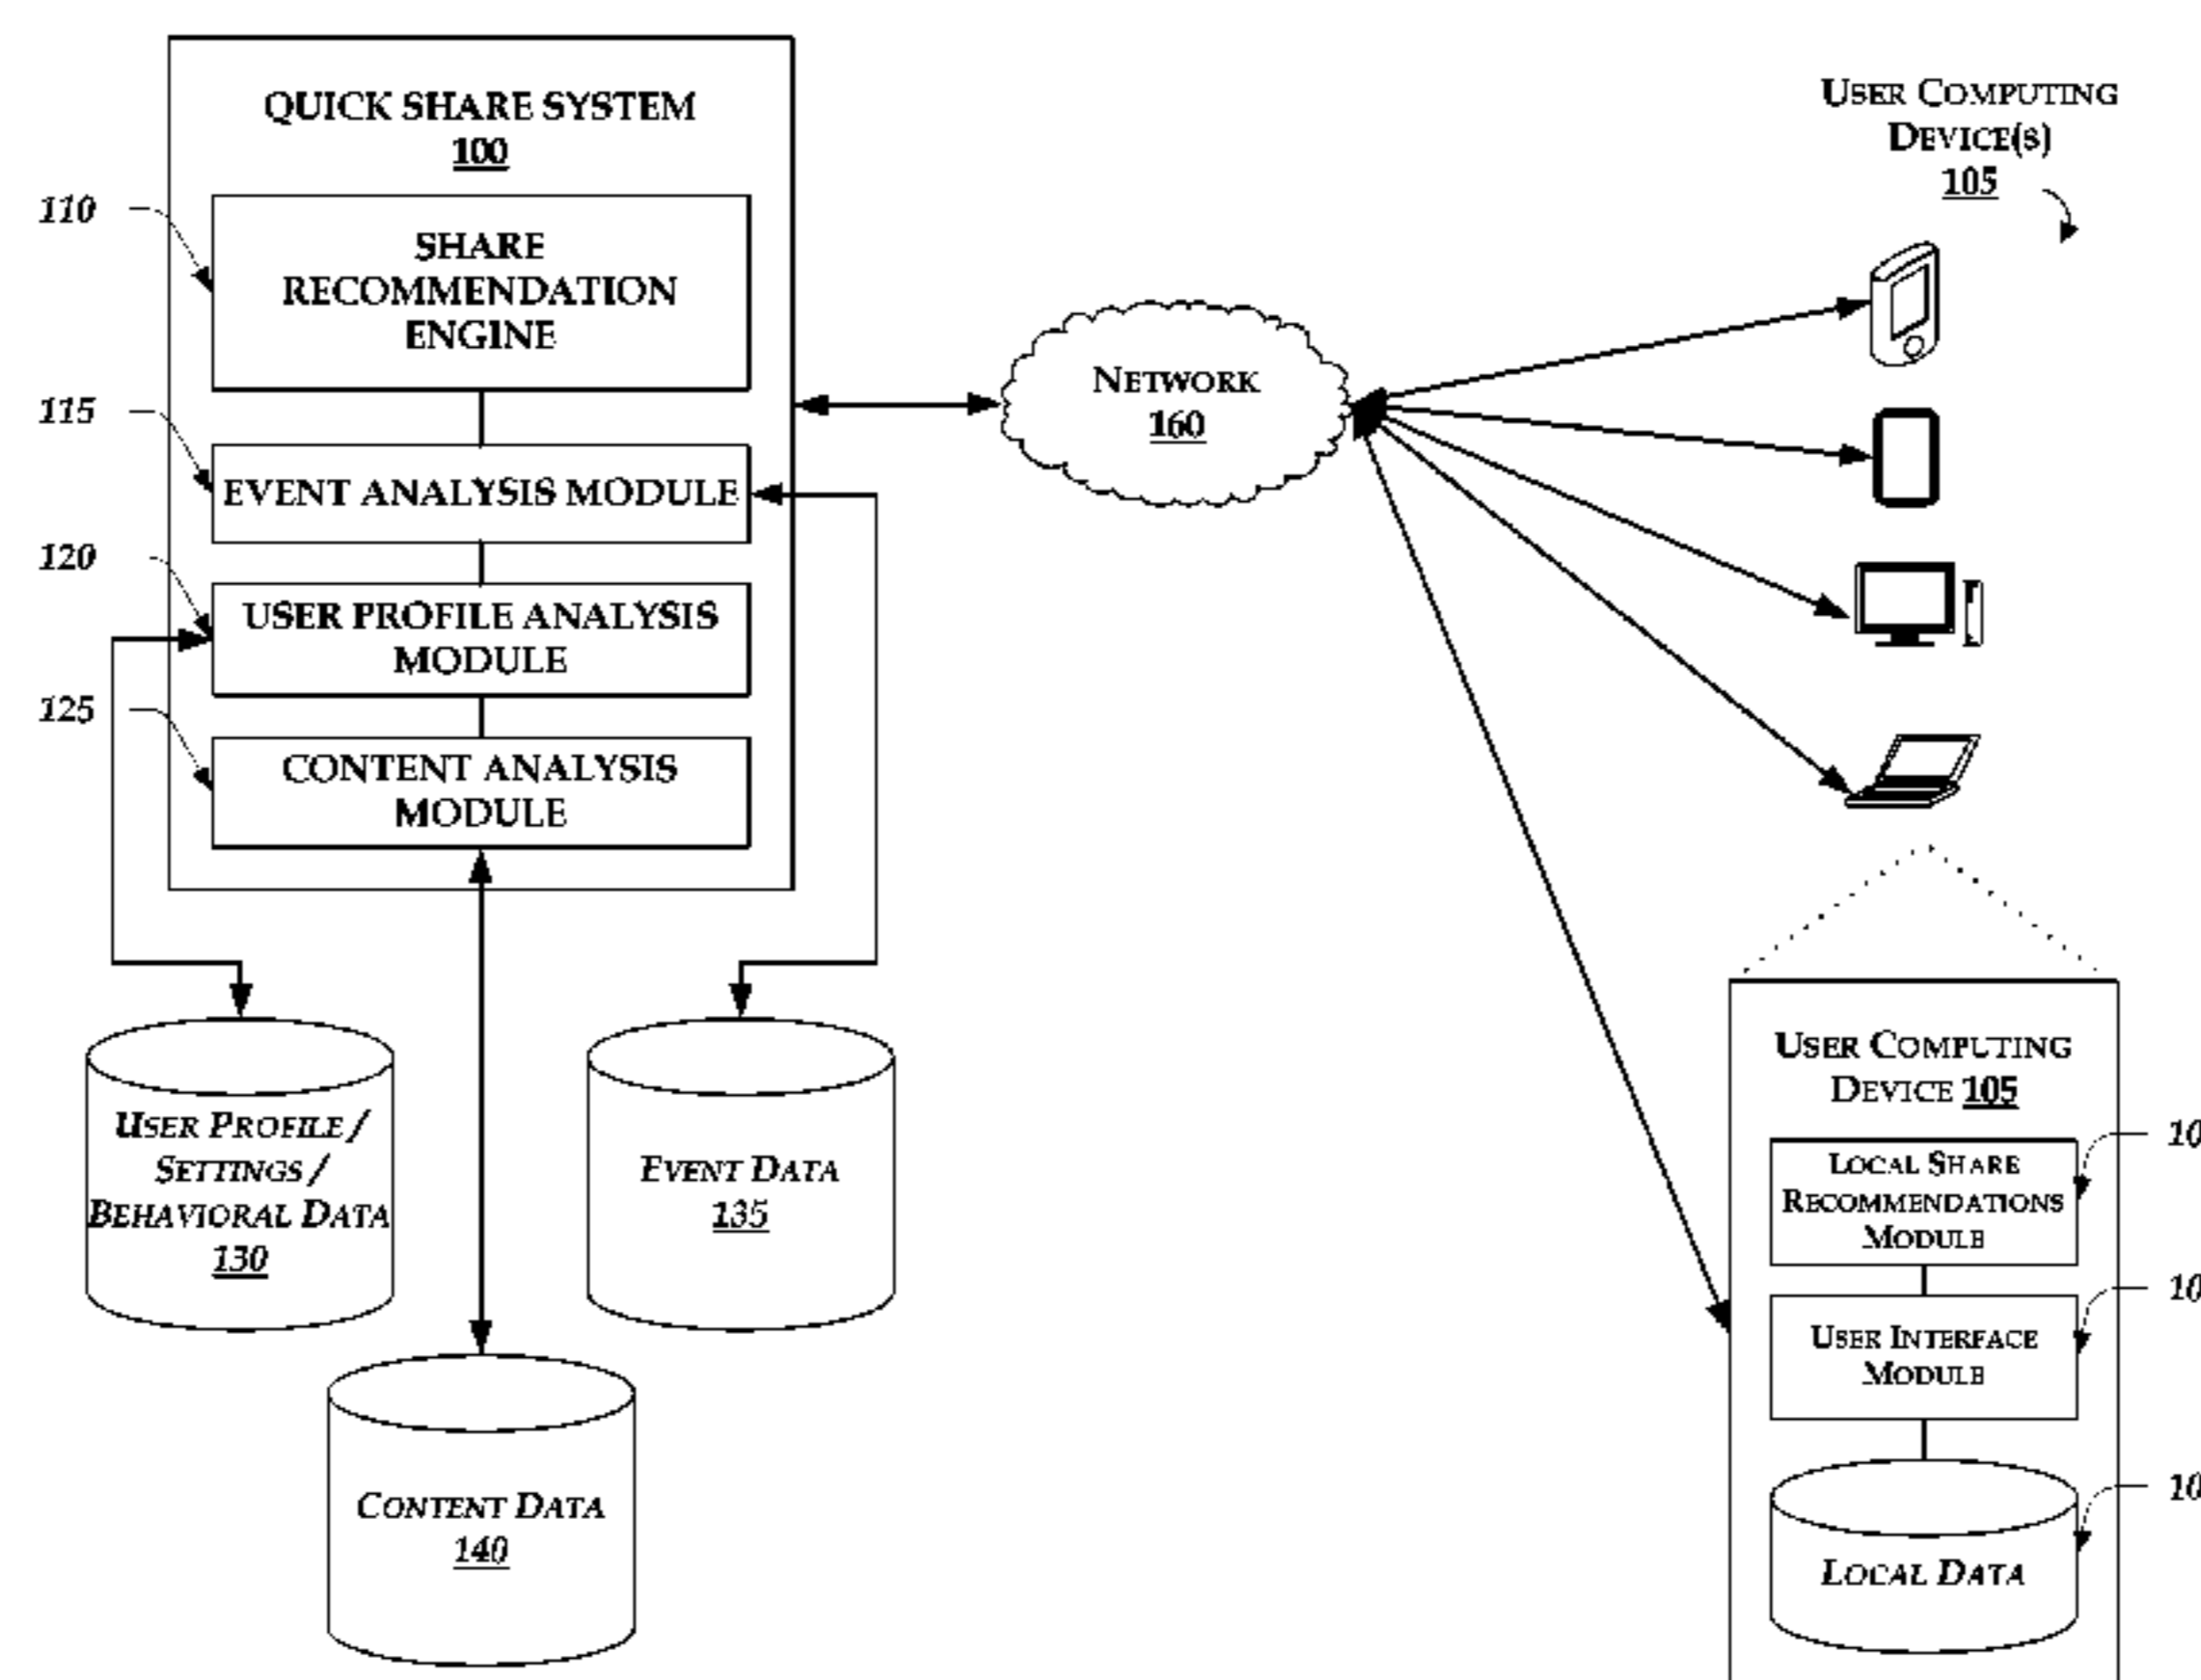 QUICK SHARE SYSTEM
100
110
SHARE
RECOMMENDATION
ENGINE
115
EVENT ANALYSIS MODULE
120
USER PROFILE ANALYSIS
MODULE
125
CONTENT ANALYSIS
MODULE
USER PROFILE /
SETTINGS /
BEHAVIORAL DATA
130
EVENT DATA
135
CONTENT DATA
140
NETWORK
160
USER COMPUTING
DEVICE(S)
105
USER COMPUTING
DEVICE 105
LOCAL SHARE
RECOMMENDATIONS
MODULE
USER INTERFACE
MODULE
LOCAL DATA